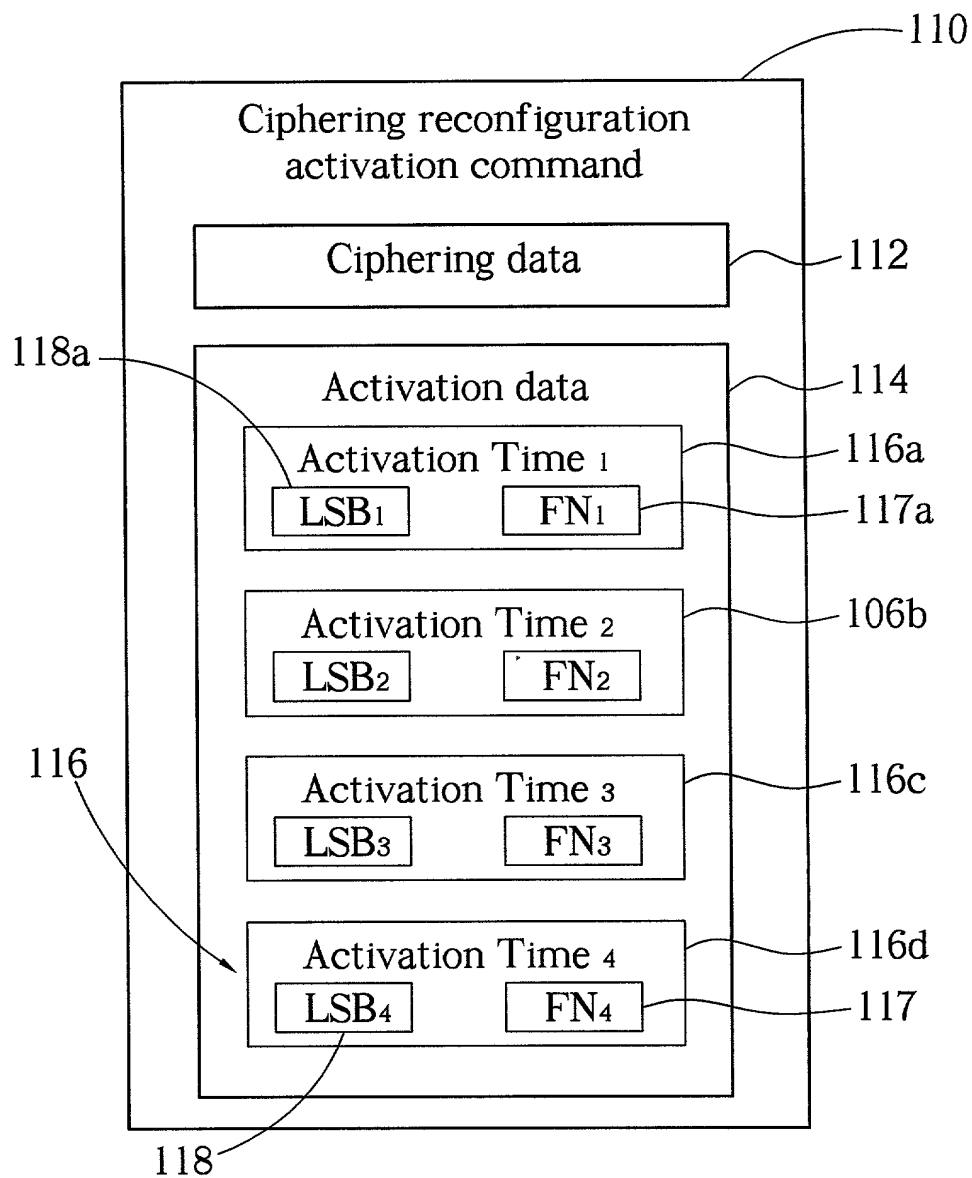 110
Ciphering reconfiguration
activation command
Ciphering data
112
118a
Activation data
114
Activation Time 1
116a
LSB1
FN1
117a
Activation Time 2
106b
LSB2
FN2
116
Activation Time 3
116c
LSB3
FN3
Activation Time 4
116d
LSB4
FN4
117
118